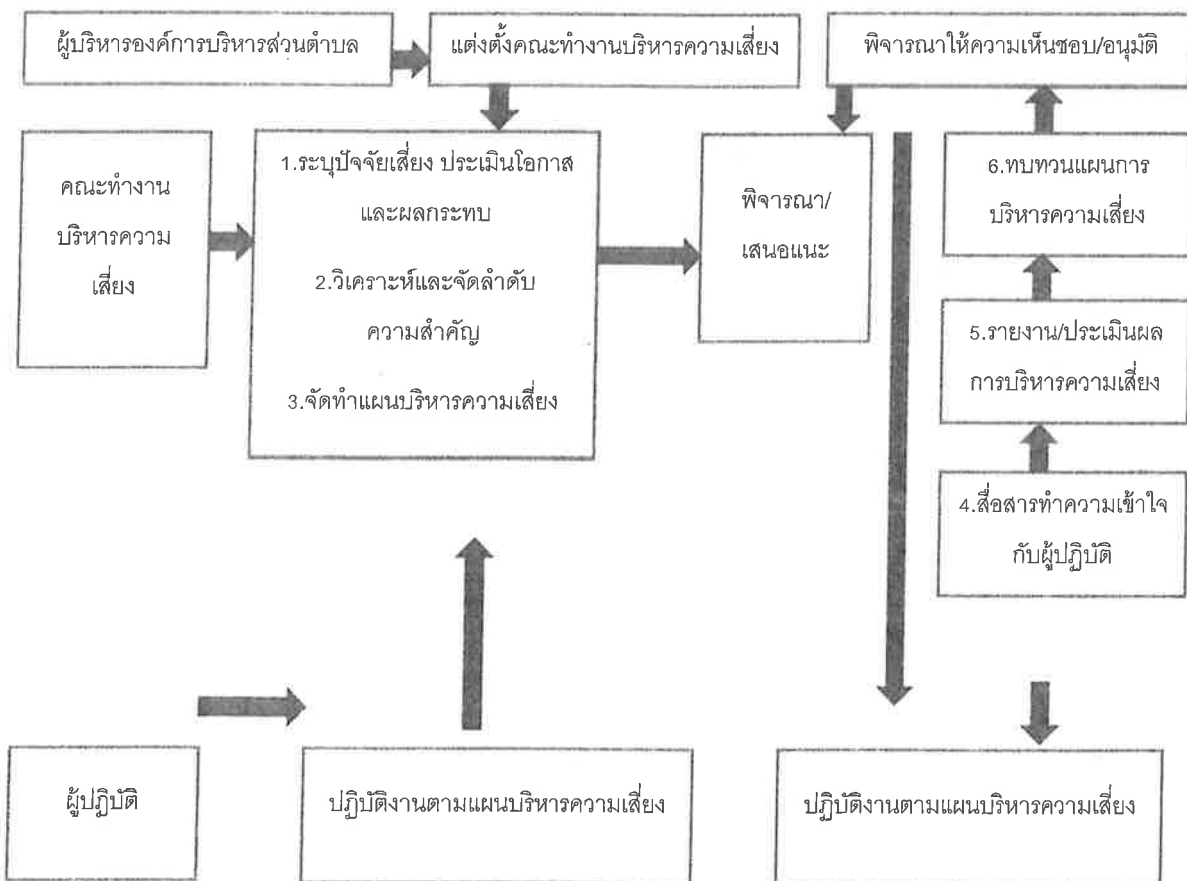 ผู้บริหารองค์การบริหารส่วนตำบล
แต่งตั้งคณะทำงานบริหารความเสี่ยง
พิจารณาให้ความเห็นชอบ/อนุมัติ
คณะทำงาน
บริหารความ
เสี่ยง
1.ระบุปัจจัยเสี่ยง ประเมินโอกาส
และผลกระทบ
2.วิเคราะห์และจัดลำดับ
ความสำคัญ
3.จัดทำแผนบริหารความเสี่ยง
พิจารณา/
เสนอแนะ
6.ทบทวนแผนการ
บริหารความเสี่ยง
5.รายงาน/ประเมินผล
การบริหารความเสี่ยง
4.สื่อสารทำความเข้าใจ
กับผู้ปฏิบัติ
ผู้ปฏิบัติ
ปฏิบัติงานตามแผนบริหารความเสี่ยง
ปฏิบัติงานตามแผนบริหารความเสี่ยง